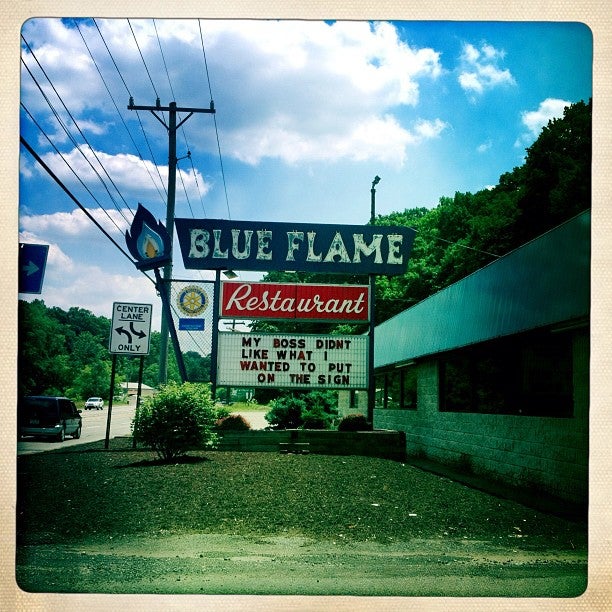 BLUE FLAME
Restaurant
MY BOSS DIDNT
LIKE WHAT I
WANTED TO PUT
ON THE SIGN
CENTER
LANE
ONLY